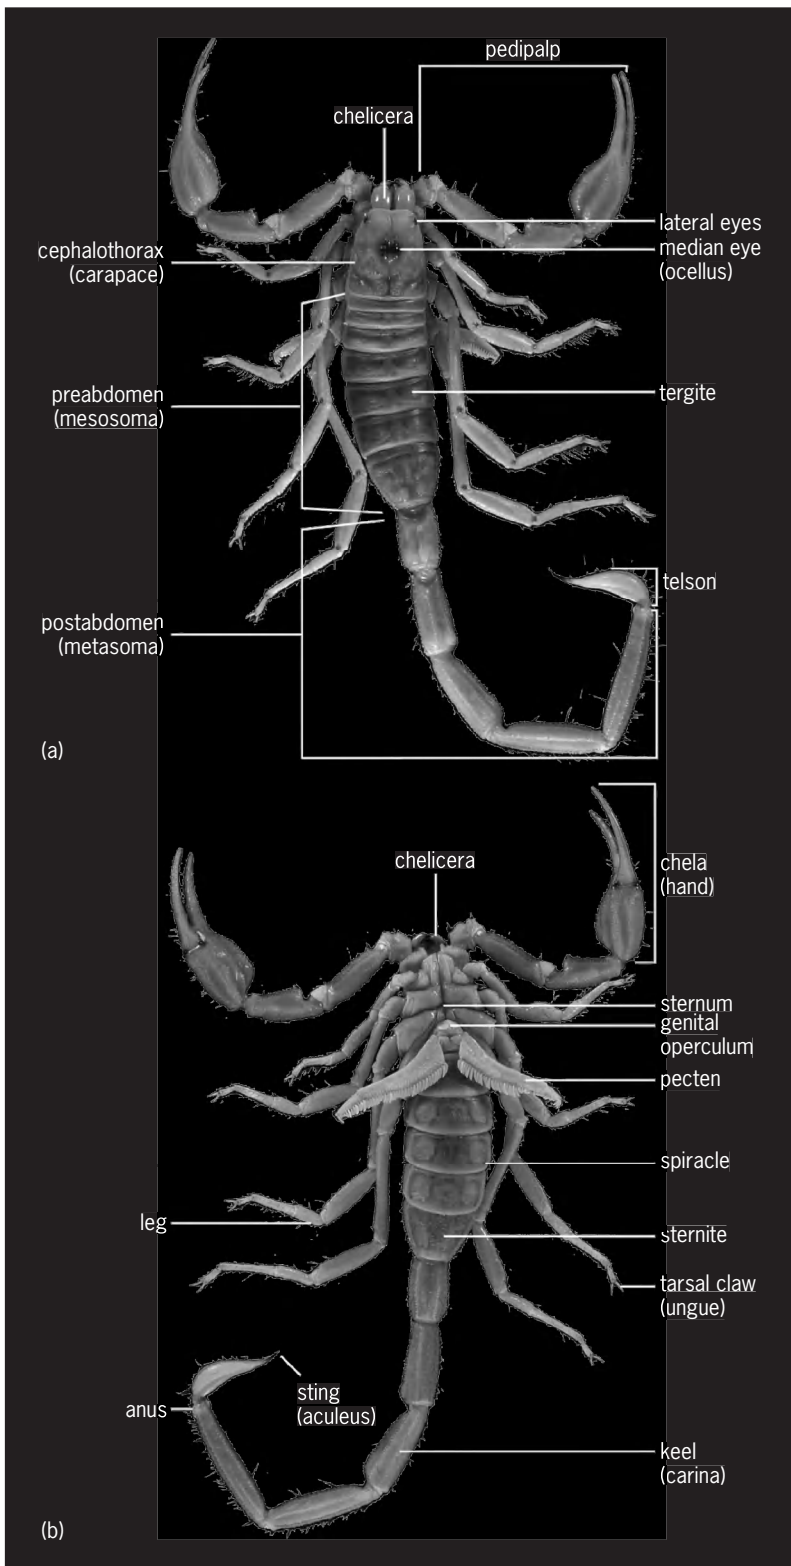 pedipalp
chelicera
lateral eyes
median eye
(ocellus)
cephalothorax
(carapace)
preabdomen
(mesosoma)
tergite
telson
postabdomen
(metasoma)
(a)
chelicera
chela
(hand)
sternum
genital
operculum
pecten
spiracle
leg
sternite
tarsal claw
(ungue)
sting
(aculeus)
anus
keel
(carina)
(b)